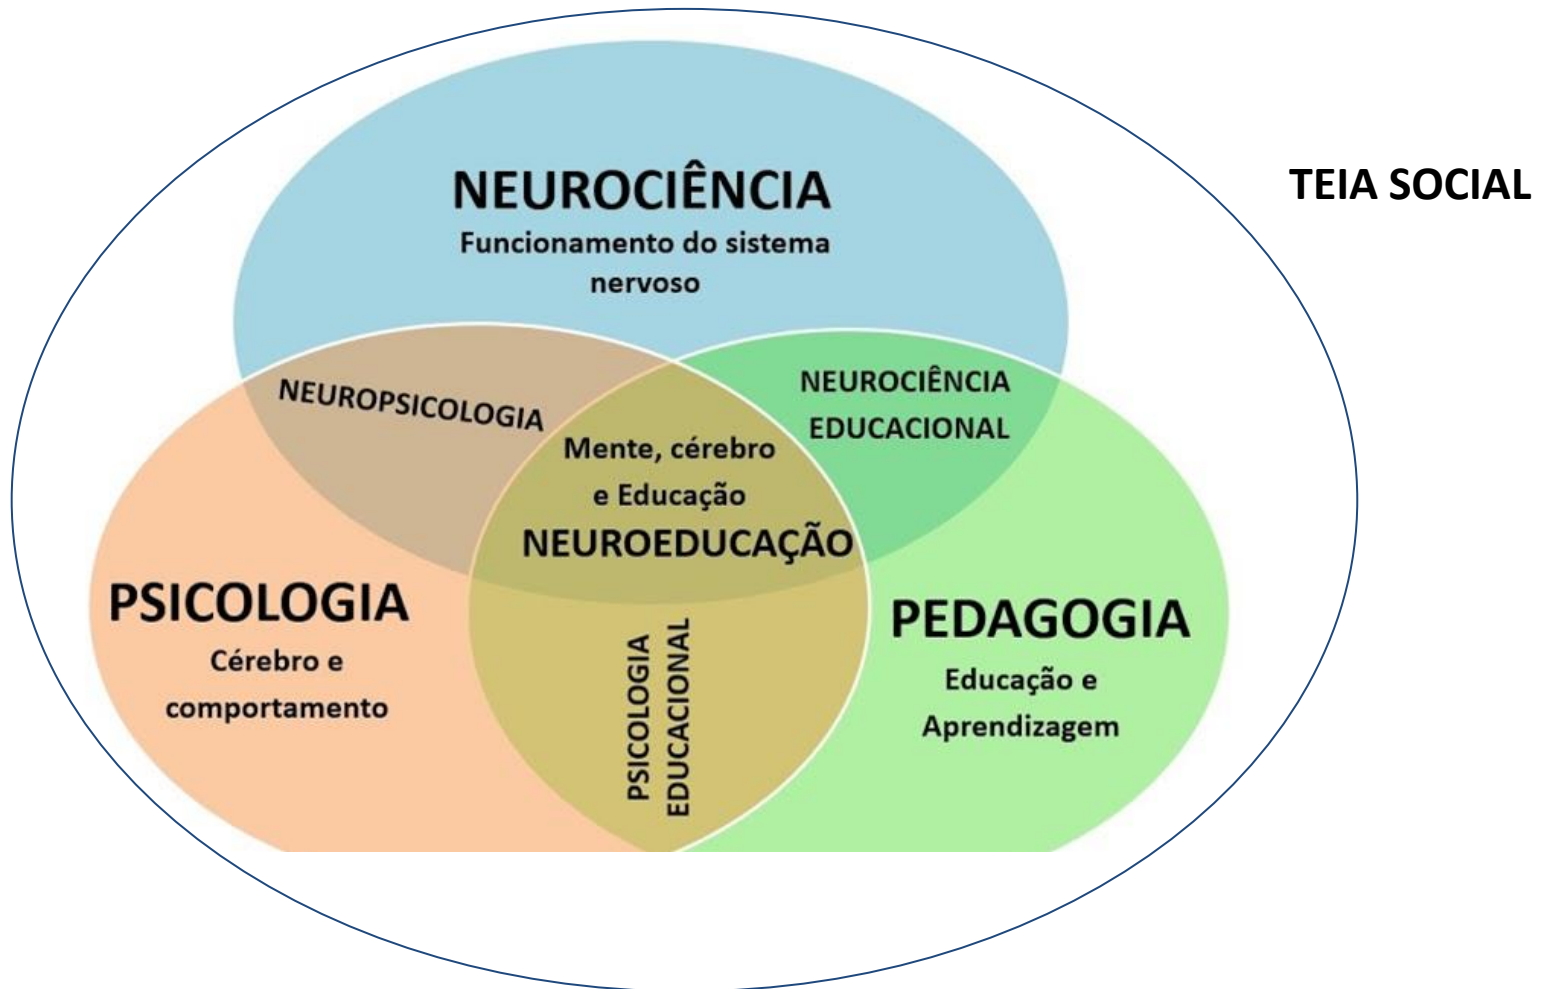 TEIA SOCIAL
NEUROCIÊNCIA
Funcionamento do sistema
nervoso
NEUROPSICOLOGIA
NEUROCIÊNCIA
EDUCACIONAL
Mente, cérebro
e Educação
NEUROEDUCAÇÃO
PSICOLOGIA
Cérebro e
comportamento
PSICOLOGIA
EDUCACIONAL
PEDAGOGIA
Educação e
Aprendizagem